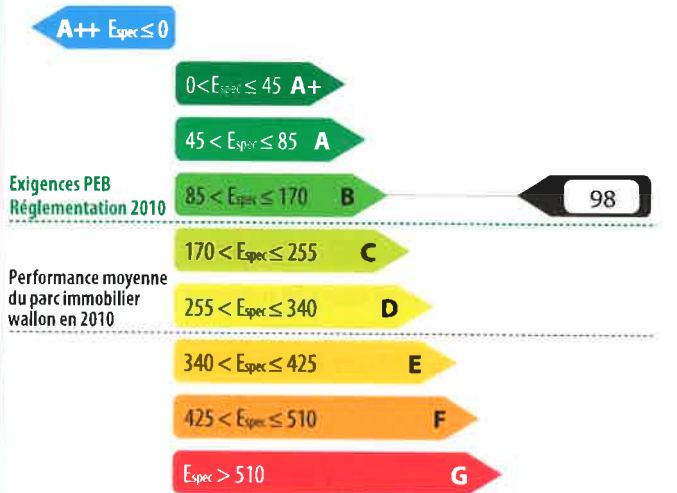 A++ Espec ≤ 0
0 < Espec ≤ 45 A+
45 < Espec ≤ 85 A
Exigences PEB
Réglementation 2010
85 < Espec ≤ 170 B
98
170 < Espec ≤ 255 C
Performance moyenne
du parc immobilier
wallon en 2010
255 < Espec ≤ 340 D
340 < Espec ≤ 425 E
425 < Espec ≤ 510 F
Espec > 510 G